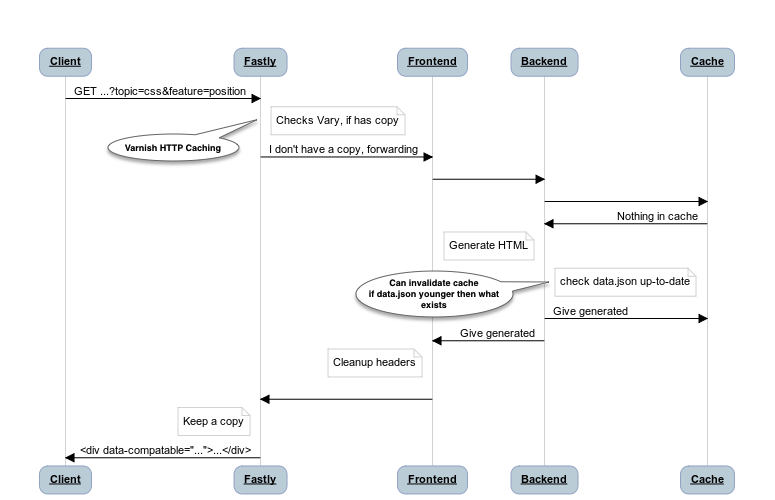 Client
Fastly
Frontend
Backend
Cache
GET ...?topic=css&feature=position
Checks Vary, if has copy
Varnish HTTP Caching
I don't have a copy, forwarding
Nothing in cache
Generate HTML
Can invalidate cache
if data.json younger then what
exists
check data.json up-to-date
Give generated
Give generated
Cleanup headers
Keep a copy
<div data-compatable="...">...</div>
Client
Fastly
Frontend
Backend
Cache